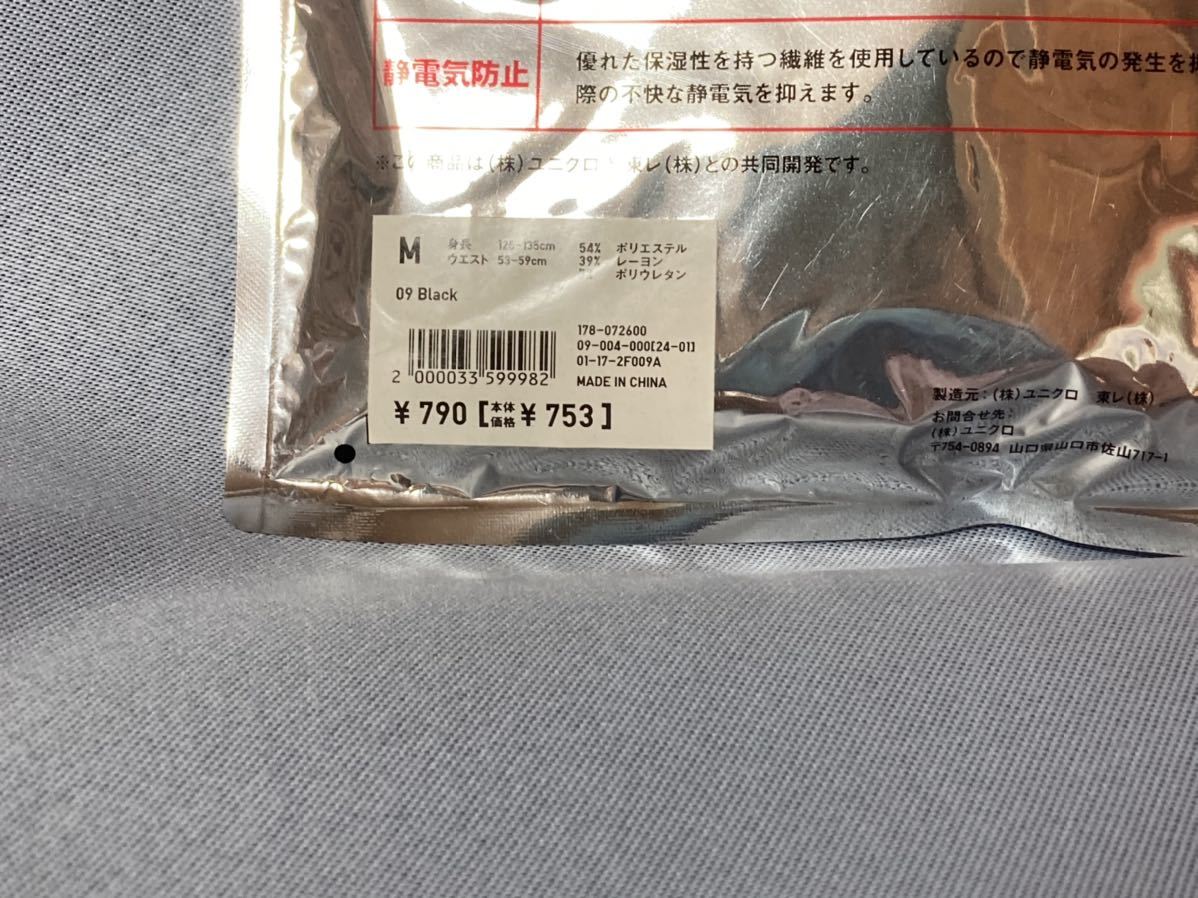 静電気防止
優れた保湿性を持つ繊維を使用しているので静電気の発生を
際の不快な静電気を抑えます。
※この商品は(株)ユニクロと東レ(株)との共同開発です。
M 身長 125-135cm 54% ポリエステル
ウエスト 53-59cm 39% レーヨン
ポリウレタン
09 Black
178-072600
09-004-000[24-01]
01-17-2F009A
2 000033 599982 MADE IN CHINA
¥790 [本体価格 ¥753]
製造元:(株)ユニクロ 東レ(株)
お問合せ先:
(株)ユニクロ
〒754-0894 山口県山口市佐山717-1